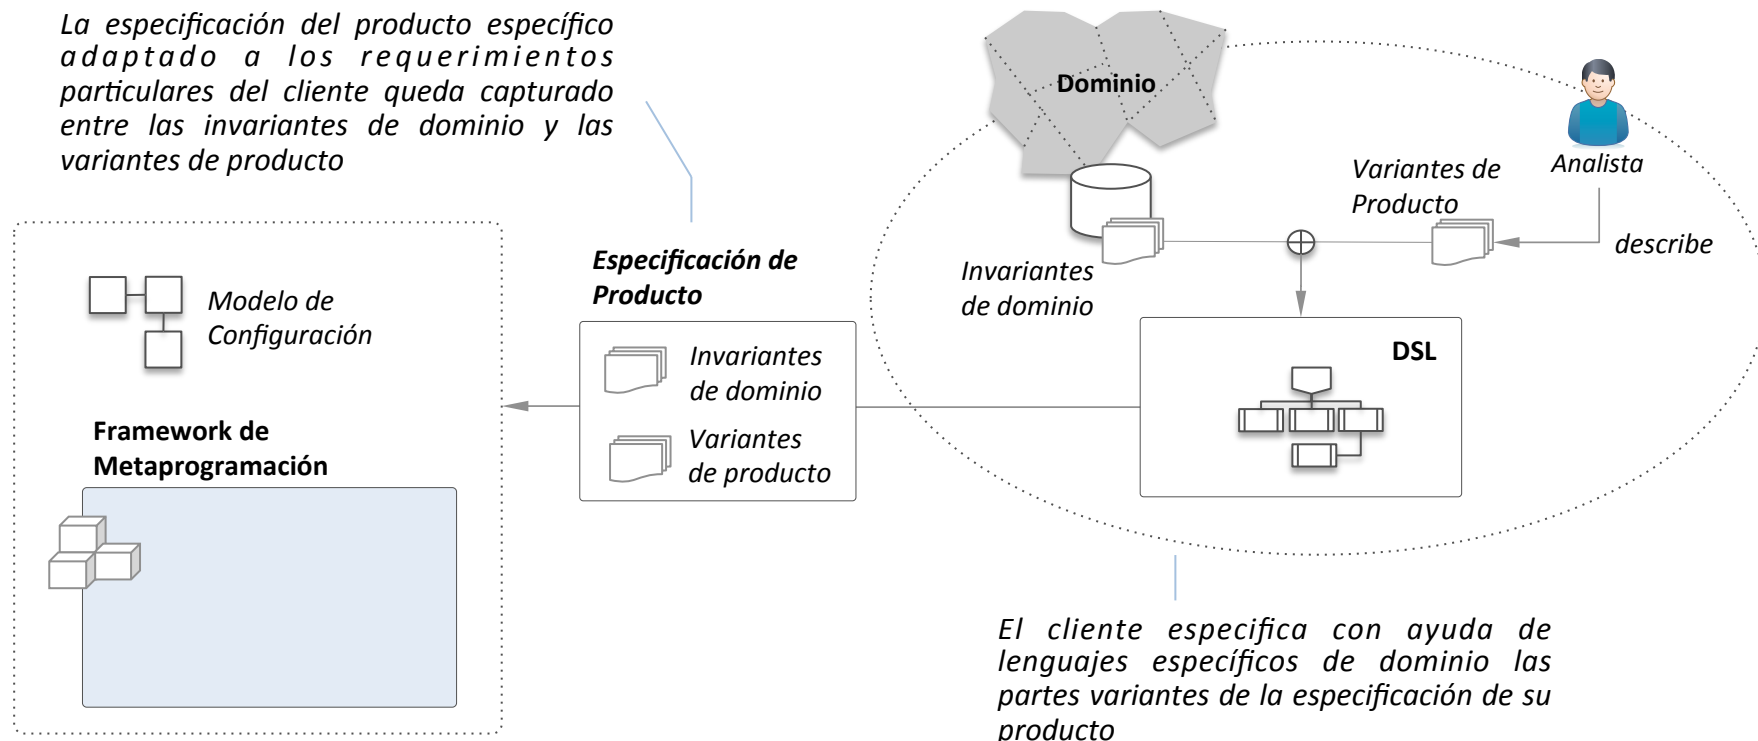 La especificación del producto específico
adaptado a los requerimientos
particulares del cliente queda capturado
entre las invariantes de dominio y las
variantes de producto
Dominio
Analista
Variantes de
Producto
describe
Invariantes
de dominio
DSL
Especificación de
Producto
Invariantes
de dominio
Variantes
de producto
Modelo de
Configuración
Framework de
Metaprogramación
El cliente especifica con ayuda de
lenguajes específicos de dominio las
partes variantes de la especificación de su
producto